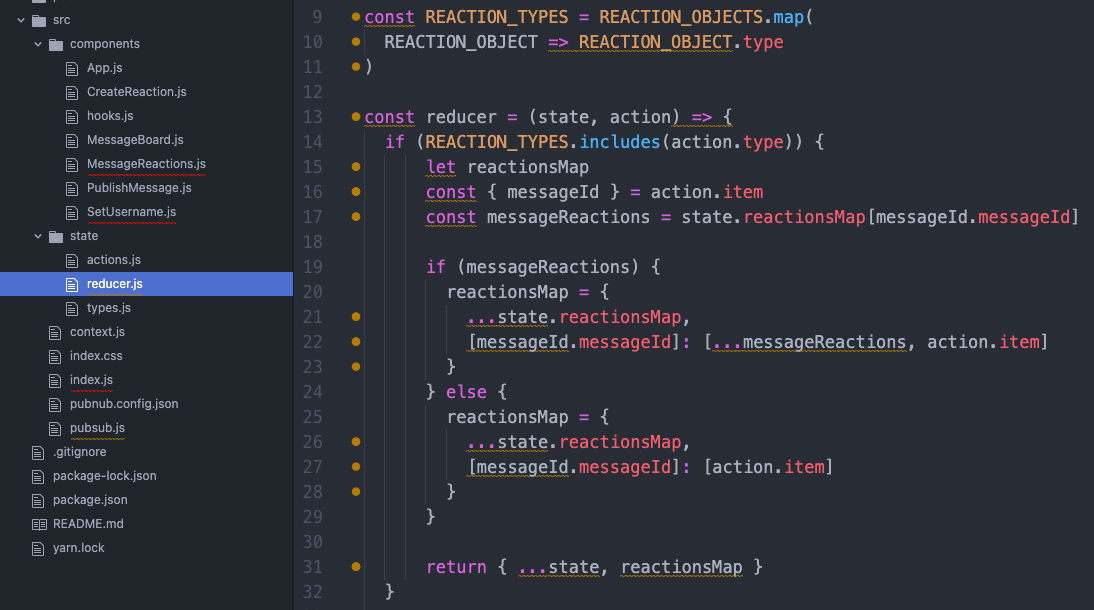 src
components
App.js
CreateReaction.js
hooks.js
MessageBoard.js
MessageReactions.js
PublishMessage.js
SetUsername.js
state
actions.js
reducer.js
types.js
context.js
index.css
index.js
pubnub.config.json
pubsub.js
.gitignore
package-lock.json
package.json
README.md
yarn.lock
9 const REACTION_TYPES = REACTION_OBJECTS.map(
10   REACTION_OBJECT => REACTION_OBJECT.type
11 )
12
13 const reducer = (state, action) => {
14   if (REACTION_TYPES.includes(action.type)) {
15       let reactionsMap
16       const { messageId } = action.item
17       const messageReactions = state.reactionsMap[messageId.messageId]
18
19       if (messageReactions) {
20         reactionsMap = {
21           ...state.reactionsMap,
22           [messageId.messageId]: [...messageReactions, action.item]
23         }
24       } else {
25         reactionsMap = {
26           ...state.reactionsMap,
27           [messageId.messageId]: [action.item]
28         }
29       }
30
31       return { ...state, reactionsMap }
32   }